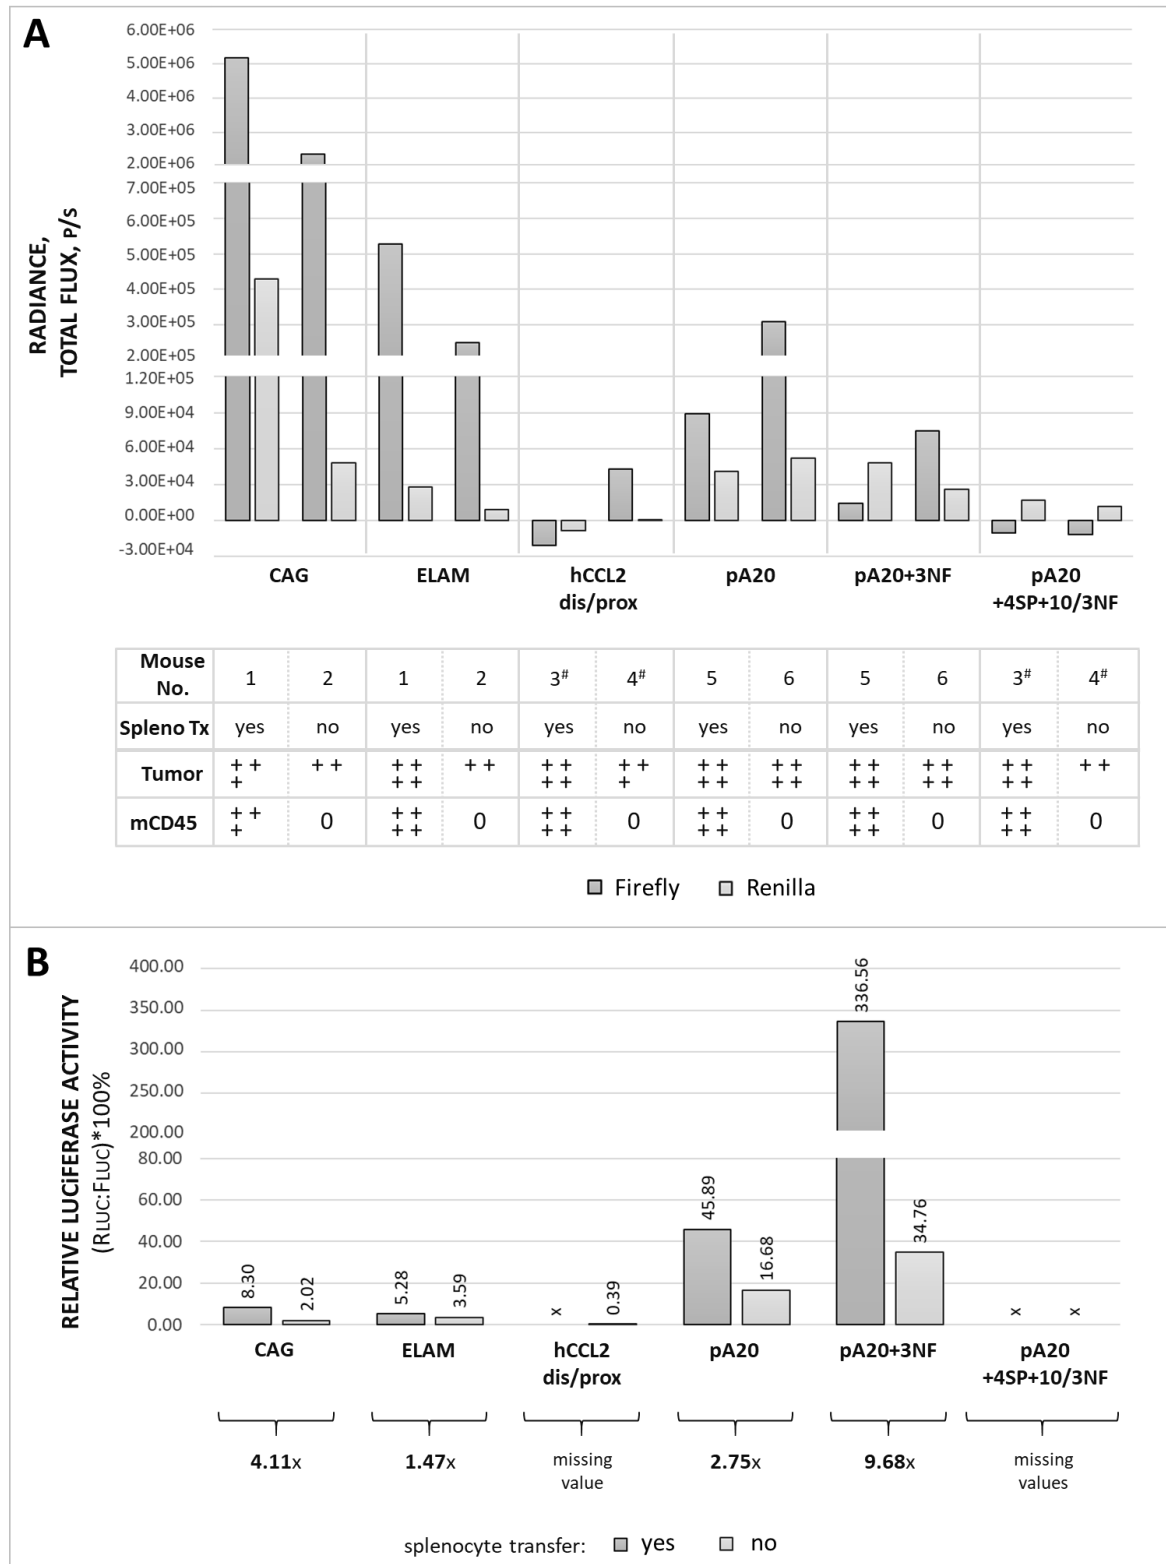 A
6.00E+06
5.00E+06
4.00E+06
3.00E+06
2.00E+06
7.00E+05
6.00E+05
5.00E+05
4.00E+05
3.00E+05
2.00E+05
1.20E+05
9.00E+04
6.00E+04
3.00E+04
0.00E+00
-3.00E+04
RADIANCE,
TOTAL FLUX, P/S
CAG ELAM hCCL2 dis/prox pA20 pA20+3NF pA20 +4SP+10/3NF
Mouse No. 1 2 1 2 3# 4# 5 6 5 6 3# 4#
Spleno Tx yes no yes no yes no yes no yes no yes no
Tumor +++ ++ ++++ ++ ++++ +++ ++++ ++++ ++++ ++++ ++++ ++
mCD45 +++ 0 ++++ 0 ++++ 0 ++++ 0 ++++ 0 ++++ 0
Firefly Renilla
B
400.00
350.00
300.00
250.00
200.00
80.00
60.00
40.00
20.00
0.00
RELATIVE LUCiFERASE ACTIVITY
(RLUC:FLUC)*100%
8.30 2.02 5.28 3.59 x 0.39 45.89 16.68 336.56 34.76 x x
CAG ELAM hCCL2 dis/prox pA20 pA20+3NF pA20 +4SP+10/3NF
4.11x 1.47x missing value 2.75x 9.68x missing values
splenocyte transfer: yes no